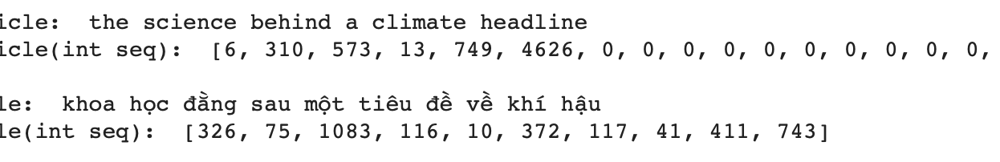 icle:  the science behind a climate headline
icle(int seq):  [6, 310, 573, 13, 749, 4626, 0, 0, 0, 0, 0, 0, 0, 0, 0, 0,
le:  khoa học đằng sau một tiêu đề về khí hậu
le(int seq):  [326, 75, 1083, 116, 10, 372, 117, 41, 411, 743]